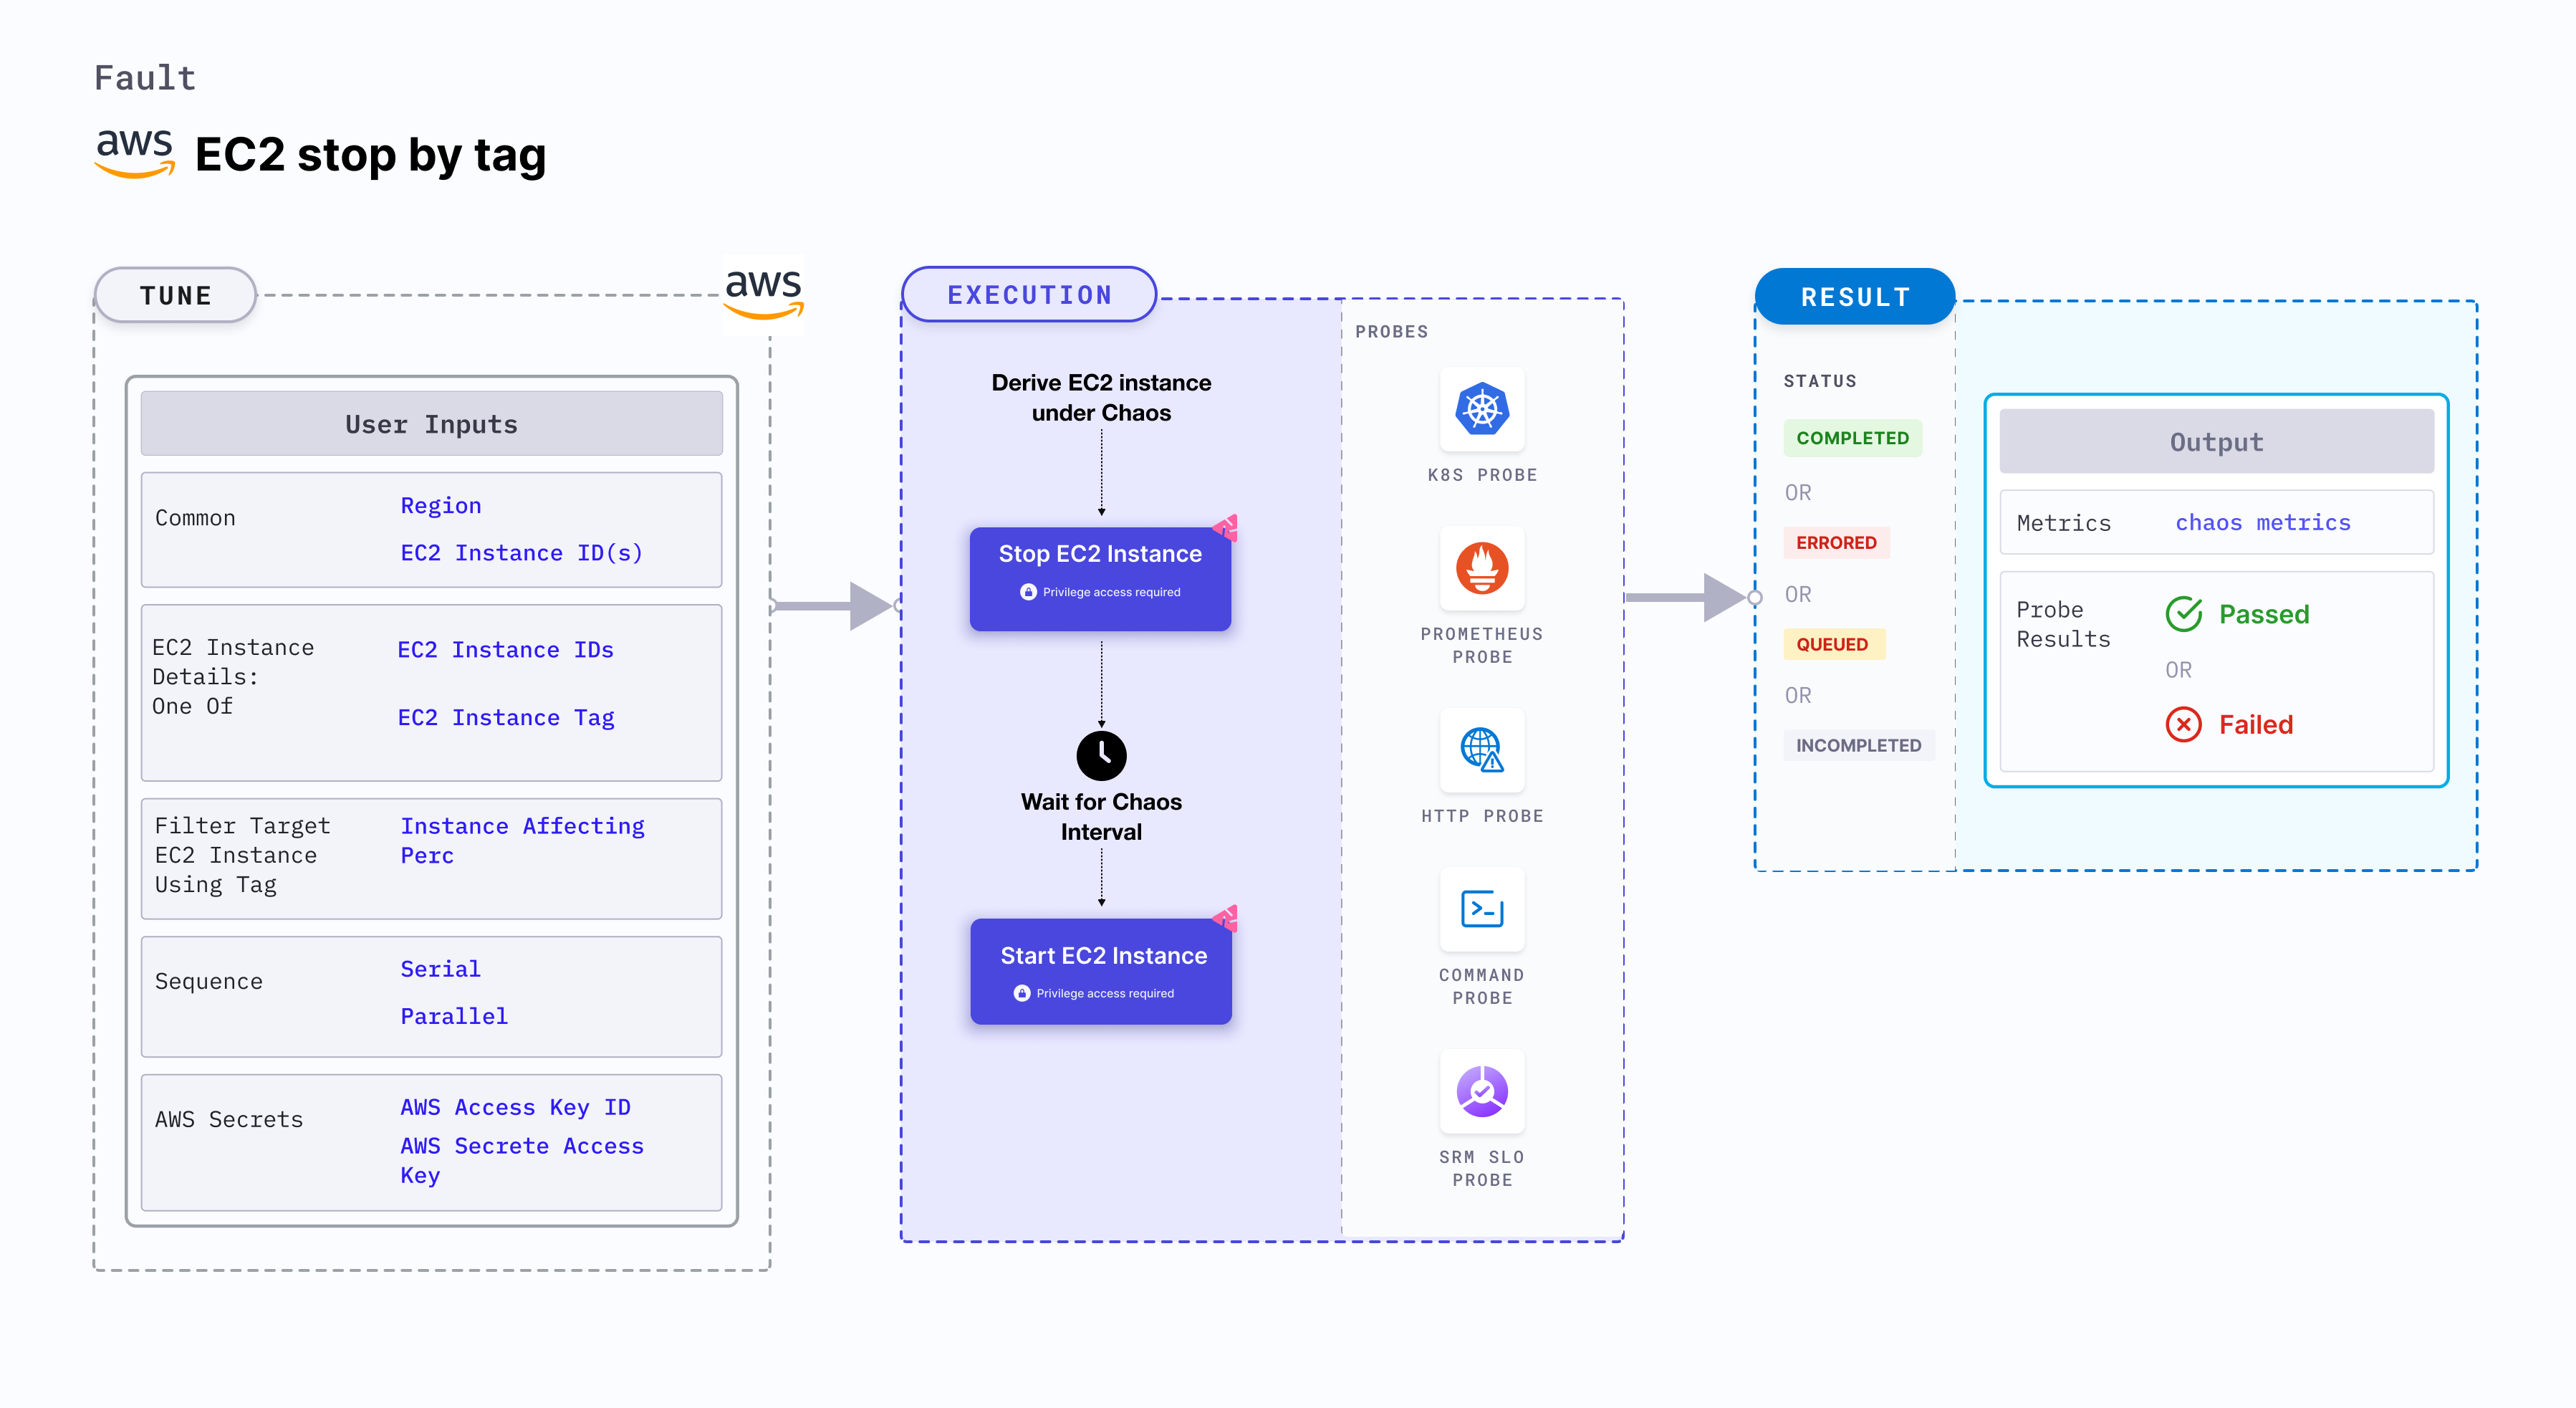 Fault
aws EC2 stop by tag
TUNE
aws
User Inputs
Common
Region
EC2 Instance ID(s)
EC2 Instance
Details:
One Of
EC2 Instance IDs
EC2 Instance Tag
Filter Target
EC2 Instance
Using Tag
Instance Affecting
Perc
Sequence
Serial
Parallel
AWS Secrets
AWS Access Key ID
AWS Secrete Access
Key
EXECUTION
Derive EC2 instance
under Chaos
Stop EC2 Instance
Privilege access required
Wait for Chaos
Interval
Start EC2 Instance
Privilege access required
PROBES
K8S PROBE
PROMETHEUS
PROBE
HTTP PROBE
COMMAND
PROBE
SRM SLO
PROBE
RESULT
STATUS
COMPLETED
OR
ERRORED
OR
QUEUED
OR
INCOMPLETED
Output
Metrics
chaos metrics
Probe
Results
Passed
OR
Failed